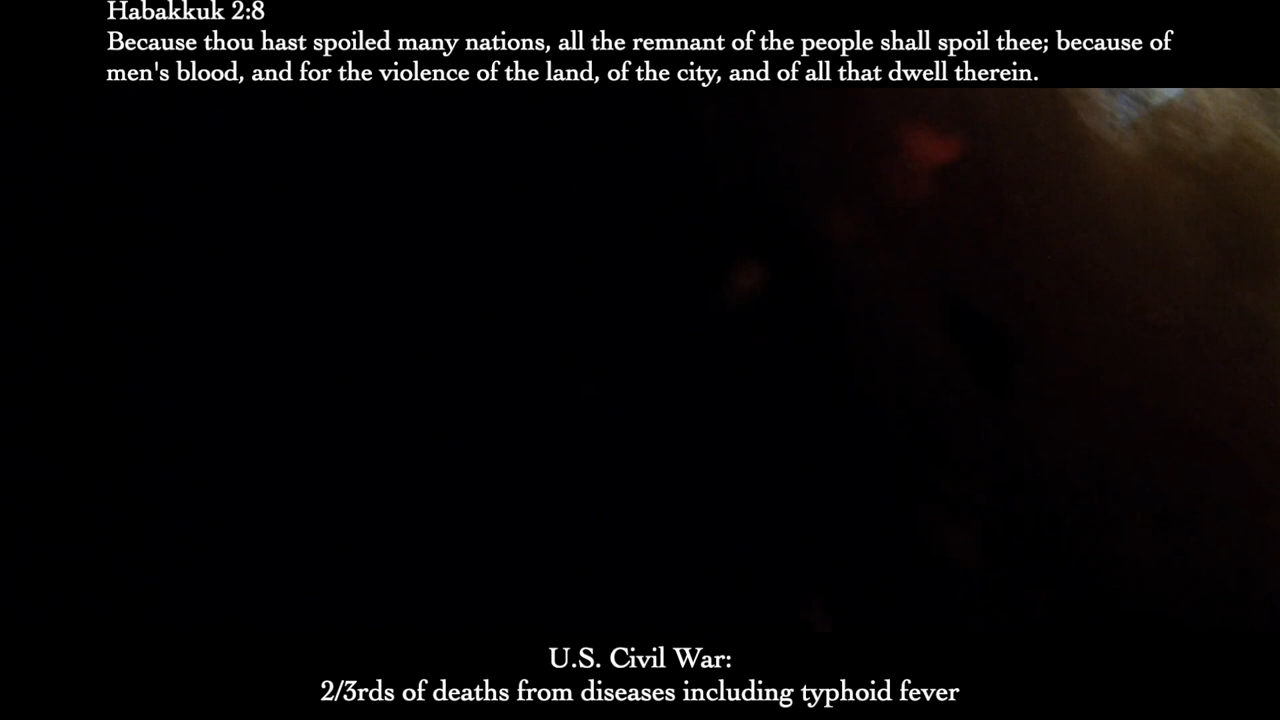 Habakkuk 2:8
Because thou hast spoiled many nations, all the remnant of the people shall spoil thee; because of
men's blood, and for the violence of the land, of the city, and of all that dwell therein.
U.S. Civil War:
2/3rds of deaths from diseases including typhoid fever